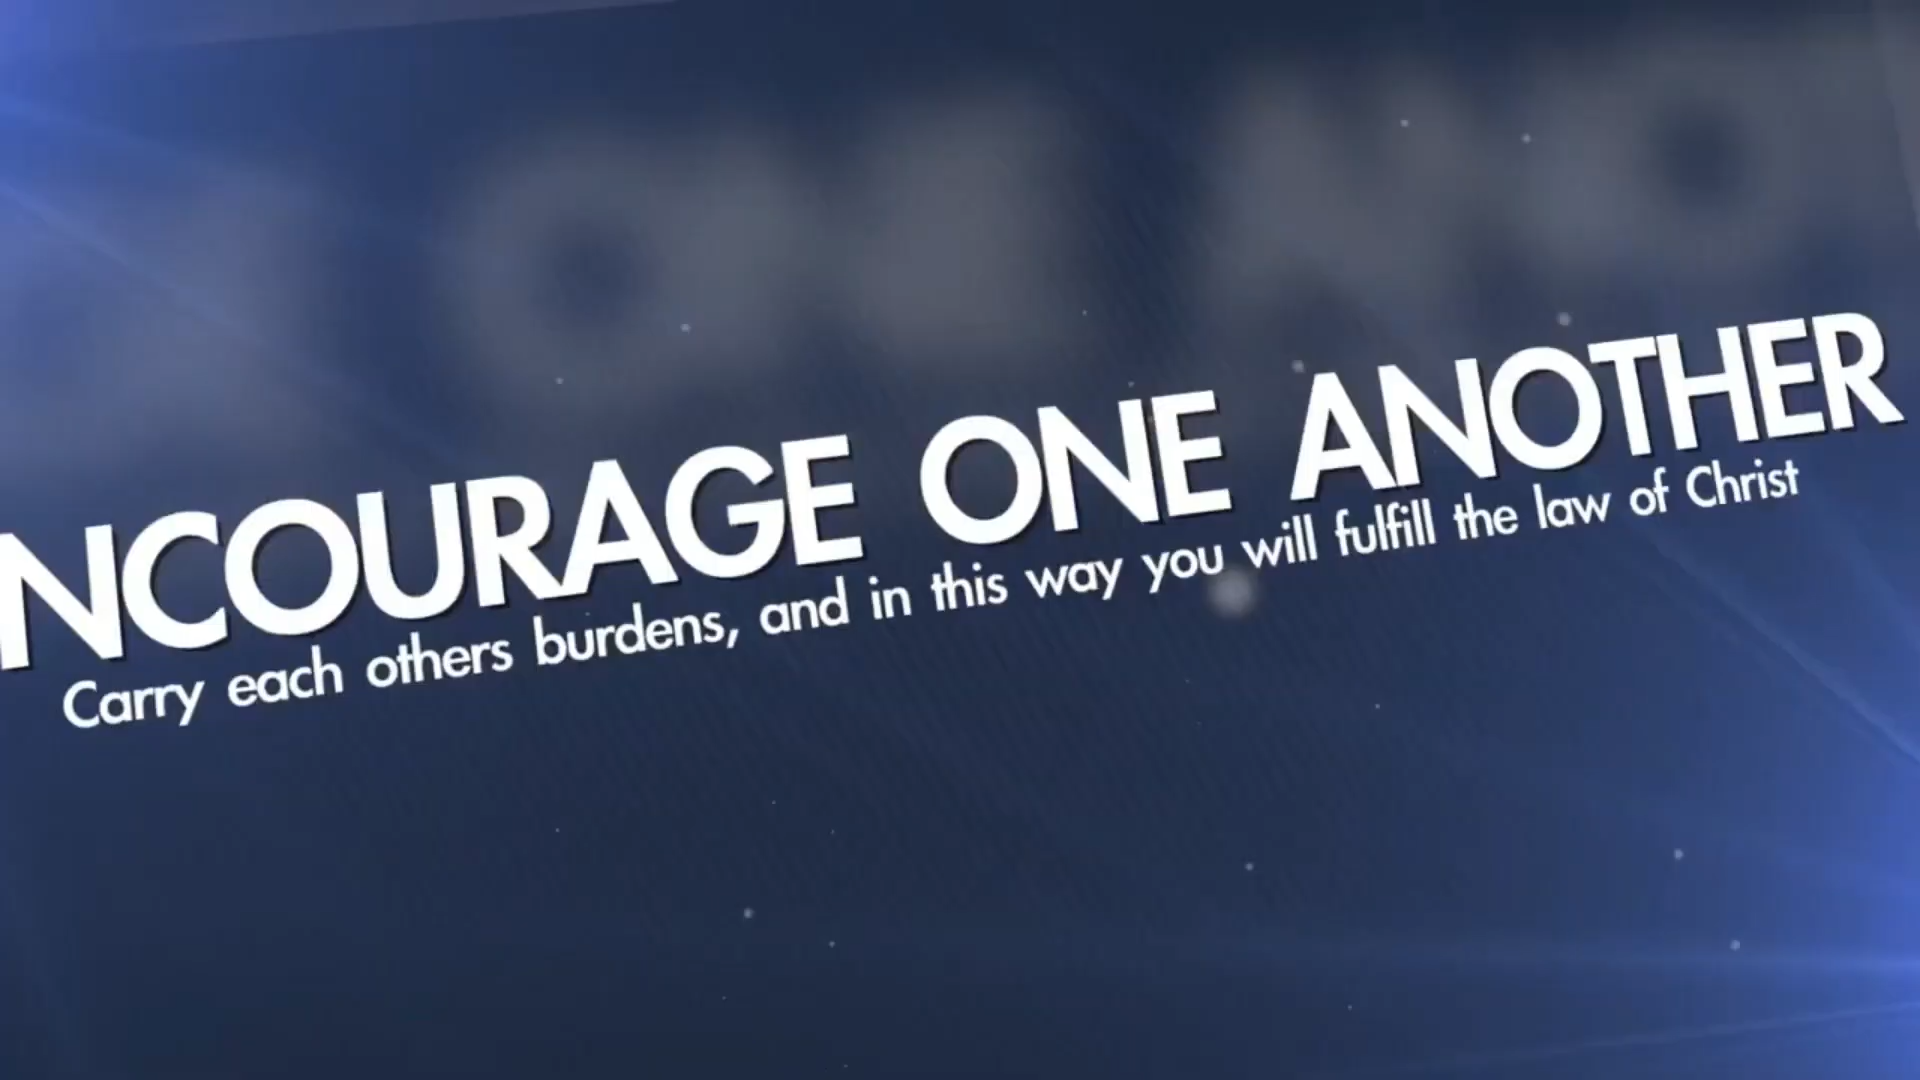 NCOURAGE ONE ANOTHER
Carry each others burdens, and in this way you will fulfill the law of Christ